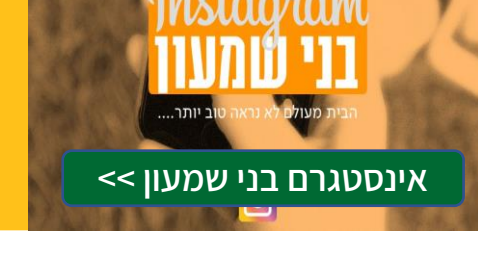 Instagram
בני שמעון
הבית מעולם לא נראה טוב יותר....
אינסטגרם בני שמעון >>